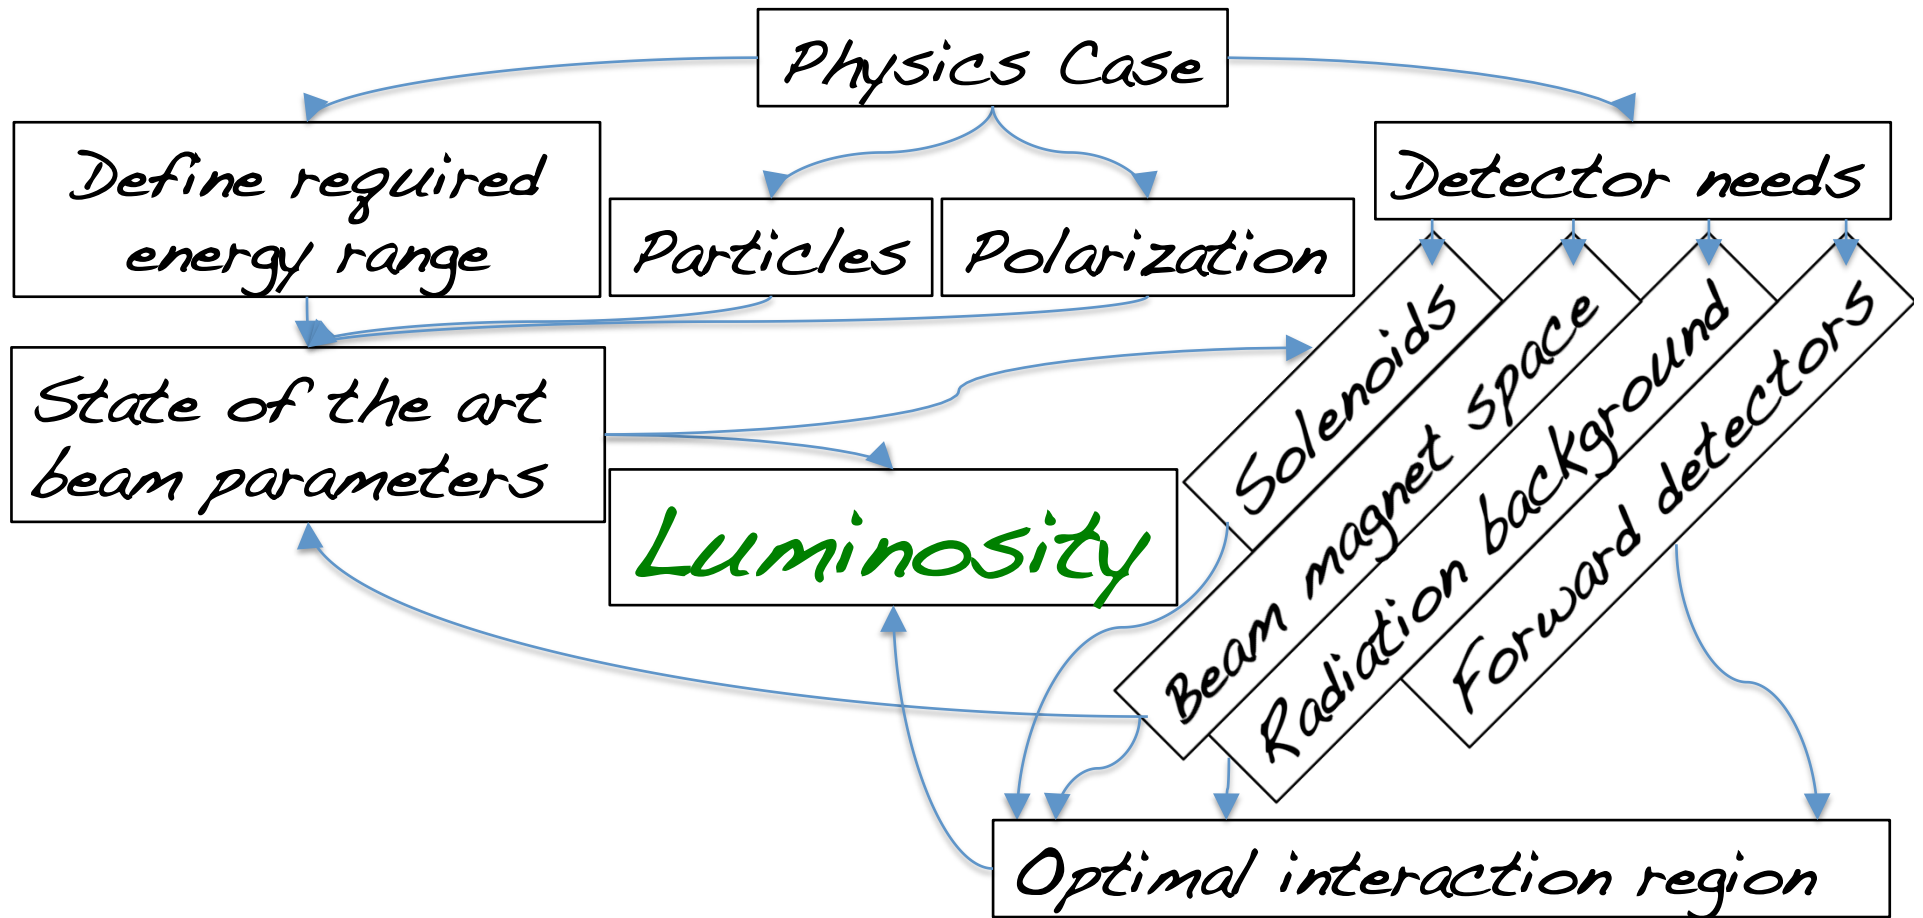 Physics Case
Define required
energy range
Particles
Polarization
Detector needs
State of the art
beam parameters
Luminosity
Solenoids
Beam magnet space
Radiation background
Forward detectors
Optimal interaction region